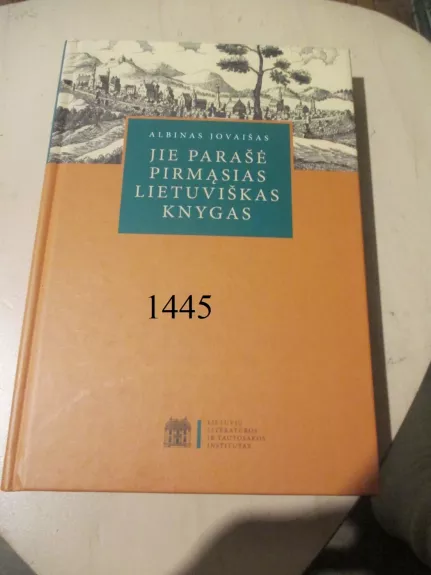 ALBINAS JOVAIŠAS
JIE PARAŠĖ
PIRMĄSIAS
LIETUVIŠKAS
KNYGAS
1445
LIETUVIŲ
LITERATŪROS
IR TAUTOSAKOS
INSTITUTAS